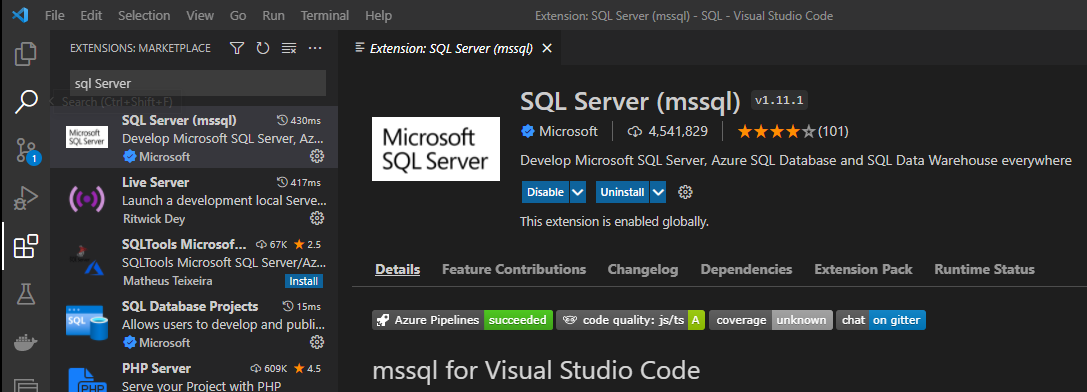 File Edit Selection View Go Run Terminal Help Extension: SQL Server (mssql) - SQL - Visual Studio Code
EXTENSIONS: MARKETPLACE
sql Server
Search (Ctrl+Shift+F)
SQL Server (mssql) 430ms
Develop Microsoft SQL Server, Az...
Microsoft
Live Server 417ms
Launch a development local Serve...
Ritwick Dey
SQLTools Microsof... 67K 2.5
SQLTools Microsoft SQL Server/Az...
Matheus Teixeira Install
SQL Database Projects 15ms
Allows users to develop and publi...
Microsoft
PHP Server 609K 4.5
Serve your Project with PHP
1
Microsoft
SQL Server
SQL
PHP
Extension: SQL Server (mssql)
Microsoft
SQL Server
SQL Server (mssql) v1.11.1
Microsoft 4,541,829 (101)
Develop Microsoft SQL Server, Azure SQL Database and SQL Data Warehouse everywhere
Disable Uninstall
This extension is enabled globally.
Details Feature Contributions Changelog Dependencies Extension Pack Runtime Status
Azure Pipelines succeeded code quality: js/ts A coverage unknown chat on gitter
mssql for Visual Studio Code